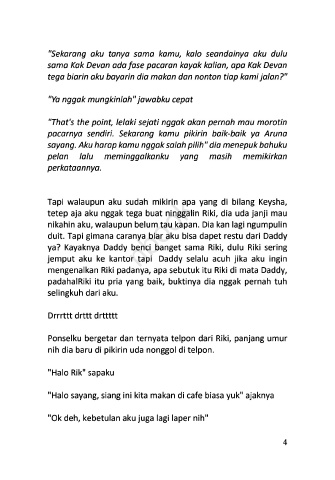 "Sekarang aku tanya sama kamu, kalo seandainya aku dulu
sama Kak Devan ada fase pacaran kayak kalian, apa Kak Devan
tega biarin aku bayarin dia makan dan nonton tiap kami jalan?"
"Ya nggak mungkinlah" jawabku cepat
"That's the point, lelaki sejati nggak akan pernah mau morotin
pacarnya sendiri. Sekarang kamu pikirin baik-baik ya Aruna
sayang. Aku harap kamu nggak salah pilih" dia menepuk bahuku
pelan lalu meminggalkanku yang masih memikirkan
perkataannya.
Tapi walaupun aku sudah mikirin apa yang di bilang Keysha,
tetep aja aku nggak tega buat ninggalin Riki, dia uda janji mau
nikahin aku, walaupun belum tau kapan. Dia kan lagi ngumpulin
duit. Tapi gimana caranya biar aku bisa dapet restu dari Daddy
ya? Kayaknya Daddy benci banget sama Riki, dulu Riki sering
jemput aku ke kantor tapi Daddy selalu acuh jika aku ingin
mengenalkan Riki padanya, apa sebutuk itu Riki di mata Daddy,
padahalRiki itu pria yang baik, buktinya dia nggak pernah tuh
selingkuh dari aku.
Drrrttt drttt drttttt
Ponselku bergetar dan ternyata telpon dari Riki, panjang umur
nih dia baru di pikirin uda nonggol di telpon.
"Halo Rik" sapaku
"Halo sayang, siang ini kita makan di cafe biasa yuk" ajaknya
"Ok deh, kebetulan aku juga lagi laper nih"
4